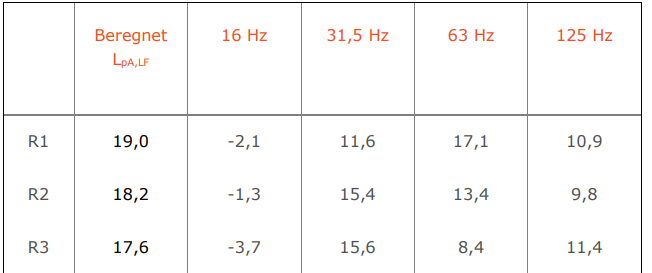 Beregnet 16 Hz 31,5 Hz 63 Hz 125 Hz
LpA,LF
R1 19,0 -2,1 11,6 17,1 10,9
R2 18,2 -1,3 15,4 13,4 9,8
R3 17,6 -3,7 15,6 8,4 11,4